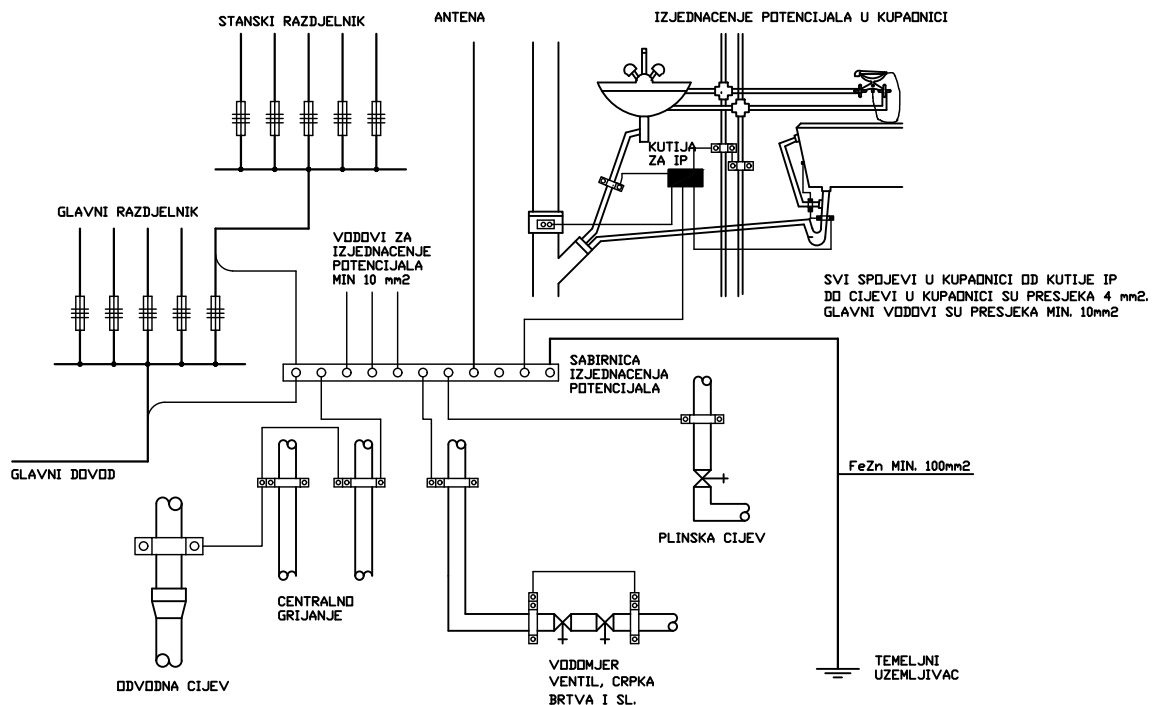 STANSKI RAZDJELNIK
ANTENA
IZJEDNACENJE POTENCIJALA U KUPAONICI
KUTIJA
ZA IP
GLAVNI RAZDJELNIK
VODOVI ZA
IZJEDNACENJE
POTENCIJALA
MIN 10 mm2
SVI SPOJEVI U KUPAONICI OD KUTIJE IP
DO CIJEVI U KUPAONICI SU PRESJEKA 4 mm2.
GLAVNI VODOVI SU PRESJEKA MIN. 10mm2
SABIRNICA
IZJEDNACENJA
POTENCIJALA
GLAVNI DOVOD
FeZn MIN. 100mm2
PLINSKA CIJEV
CENTRALNO
GRIJANJE
ODVODNA CIJEV
VODOMJER
VENTIL, CRPKA
BRTVA I SL.
TEMELJNI
UZEMLJIVAC